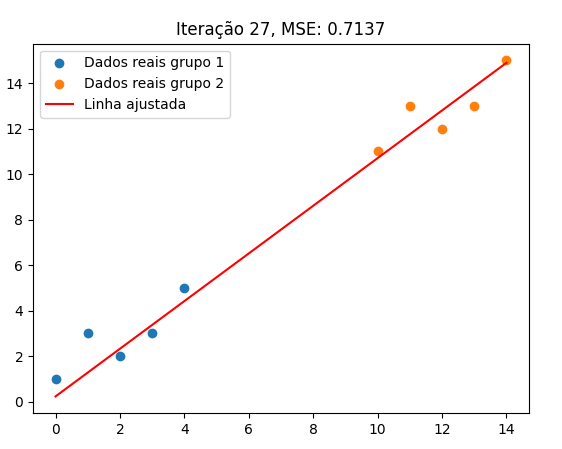 Iteração 27, MSE: 0.7137
Dados reais grupo 1
Dados reais grupo 2
Linha ajustada
14
12
10
8
6
4
2
0
0 2 4 6 8 10 12 14